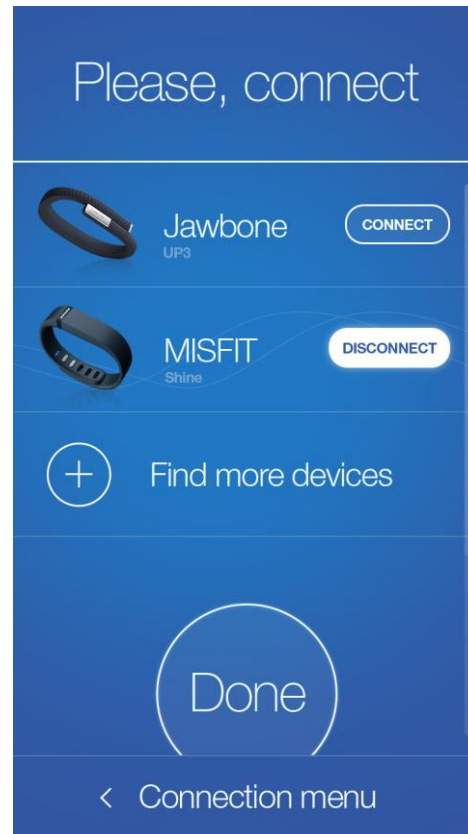 Please, connect
Jawbone
CONNECT
UP3
MISFIT
DISCONNECT
Shine
Find more devices
Done
< Connection menu